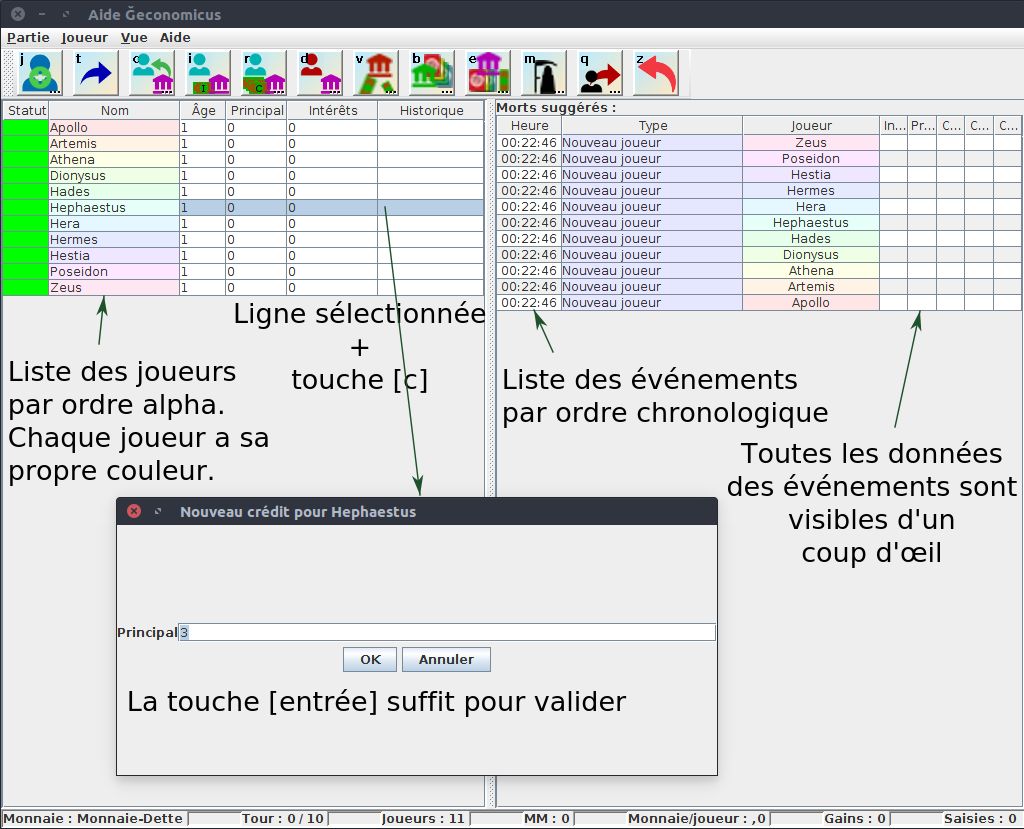 Aide Ğeconomicus
Partie Joueur Vue Aide
j t c i r d v b e m q z
Statut Nom Âge Principal Intérêts Historique
Apollo 1 0 0
Artemis 1 0 0
Athena 1 0 0
Dionysus 1 0 0
Hades 1 0 0
Hephaestus 1 0 0
Hera 1 0 0
Hermes 1 0 0
Hestia 1 0 0
Poseidon 1 0 0
Zeus 1 0 0
Liste des joueurs
par ordre alpha.
Chaque joueur a sa
propre couleur.
Ligne sélectionnée
+
touche [c]
Morts suggérés :
Heure Type Joueur In... Pr... C... C... C...
00:22:46 Nouveau joueur Zeus
00:22:46 Nouveau joueur Poseidon
00:22:46 Nouveau joueur Hestia
00:22:46 Nouveau joueur Hermes
00:22:46 Nouveau joueur Hera
00:22:46 Nouveau joueur Hephaestus
00:22:46 Nouveau joueur Hades
00:22:46 Nouveau joueur Dionysus
00:22:46 Nouveau joueur Athena
00:22:46 Nouveau joueur Artemis
00:22:46 Nouveau joueur Apollo
Liste des événements
par ordre chronologique
Toutes les données
des événements sont
visibles d'un
coup d'œil
Nouveau crédit pour Hephaestus
Principal 3
OK Annuler
La touche [entrée] suffit pour valider
Monnaie : Monnaie-Dette Tour : 0 / 10 Joueurs : 11 MM : 0 Monnaie/joueur : ,0 Gains : 0 Saisies : 0